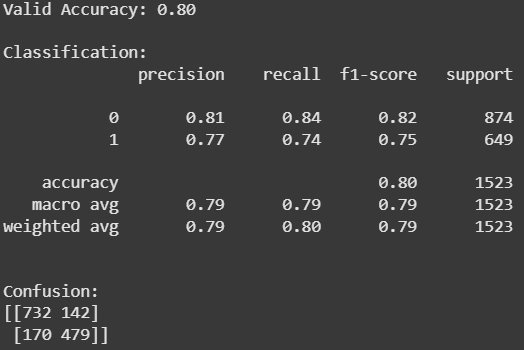 Valid Accuracy: 0.80
Classification:
precision recall f1-score support
0 0.81 0.84 0.82 874
1 0.77 0.74 0.75 649
accuracy 0.80 1523
macro avg 0.79 0.79 0.79 1523
weighted avg 0.79 0.80 0.79 1523
Confusion:
[[732 142]
[170 479]]